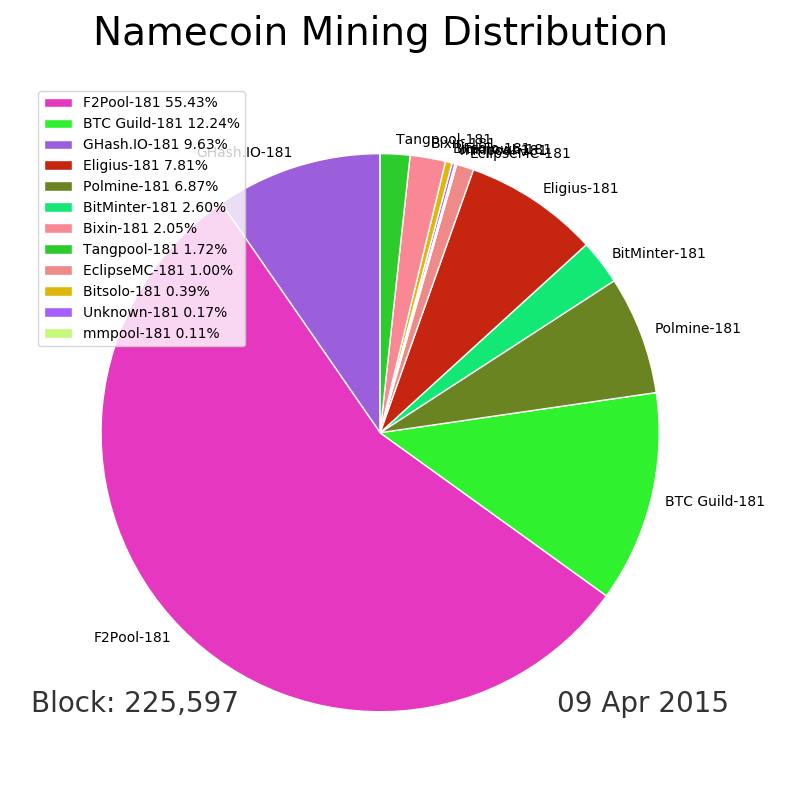 Namecoin Mining Distribution
F2Pool-181 55.43%
BTC Guild-181 12.24%
GHash.IO-181 9.63%
Eligius-181 7.81%
Polmine-181 6.87%
BitMinter-181 2.60%
Bixin-181 2.05%
Tangpool-181 1.72%
EclipseMC-181 1.00%
Bitsolo-181 0.39%
Unknown-181 0.17%
mmpool-181 0.11%
GHash.IO-181
Tangpool-181
Bixin-181
EclipseMC-181
Eligius-181
BitMinter-181
Polmine-181
BTC Guild-181
F2Pool-181
Block: 225,597
09 Apr 2015